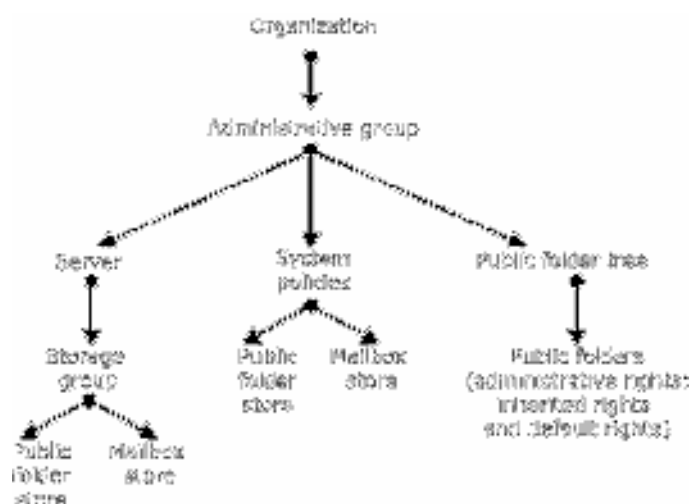 Organization
Administrative group
Server
System
policies
Public folder tree
Storage
group
Public
folder
store
Mailbox
store
Public folders
(administrative rights:
inherited rights
and default rights)
Public
folder
store
Mailbox
store